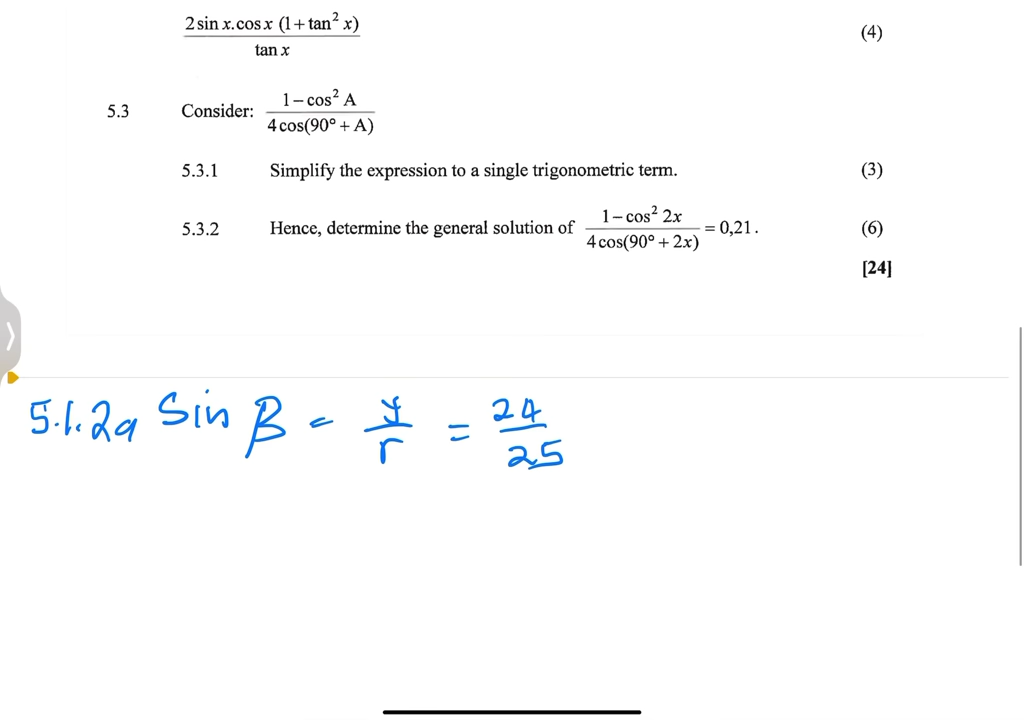 2 sin x.cos x (1 + tan² x)
tan x
(4)
5.3 Consider: 1 – cos² A
4 cos(90° + A)
5.3.1 Simplify the expression to a single trigonometric term. (3)
5.3.2 Hence, determine the general solution of 1 – cos² 2x / 4 cos(90° + 2x) = 0,21. (6)
[24]
5.1.2a Sin β = y/r = 24/25